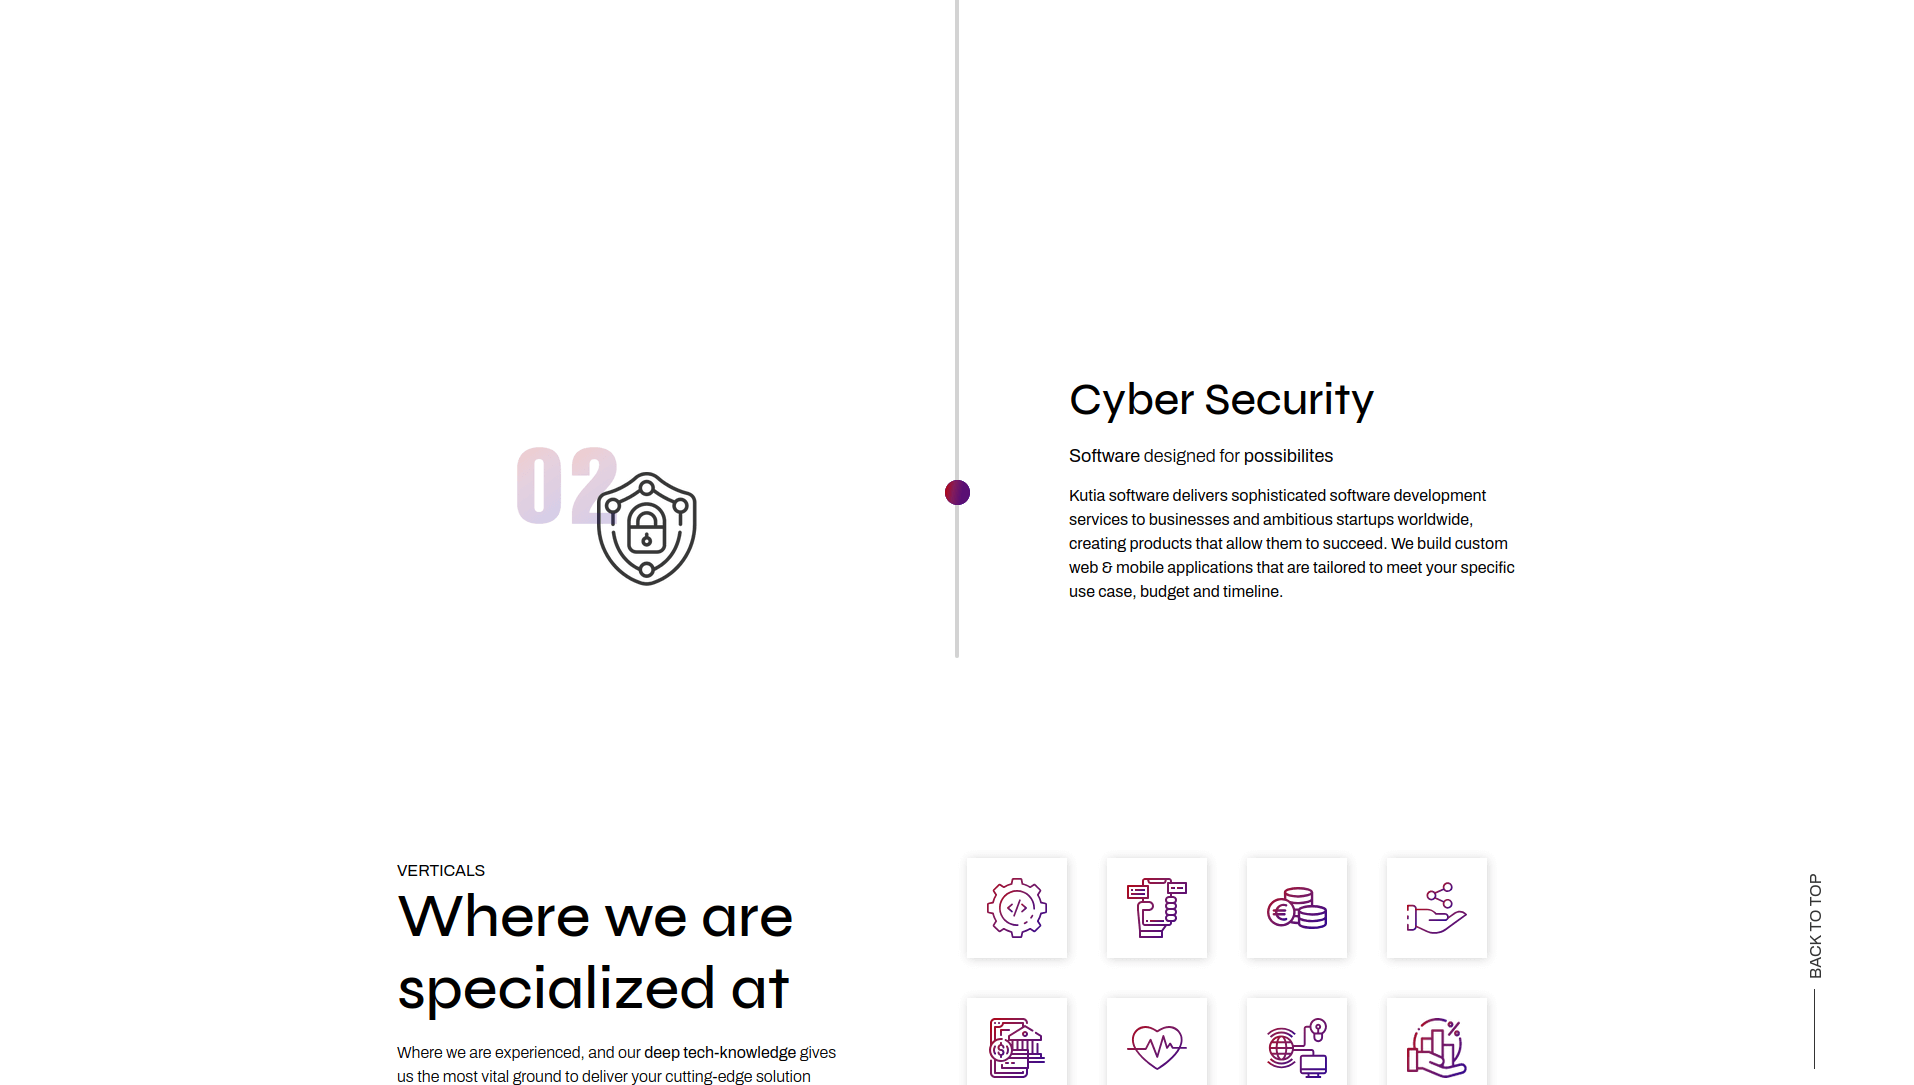 02
Cyber Security
Software designed for possibilites
Kutia software delivers sophisticated software development
services to businesses and ambitious startups worldwide,
creating products that allow them to succeed. We build custom
web & mobile applications that are tailored to meet your specific
use case, budget and timeline.
VERTICALS
Where we are
specialized at
Where we are experienced, and our deep tech-knowledge gives
us the most vital ground to deliver your cutting-edge solution
BACK TO TOP